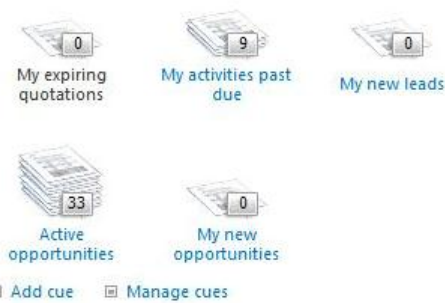 0
9
0
My expiring
quotations
My activities past
due
My new leads
33
0
Active
opportunities
My new
opportunities
Add cue
Manage cues